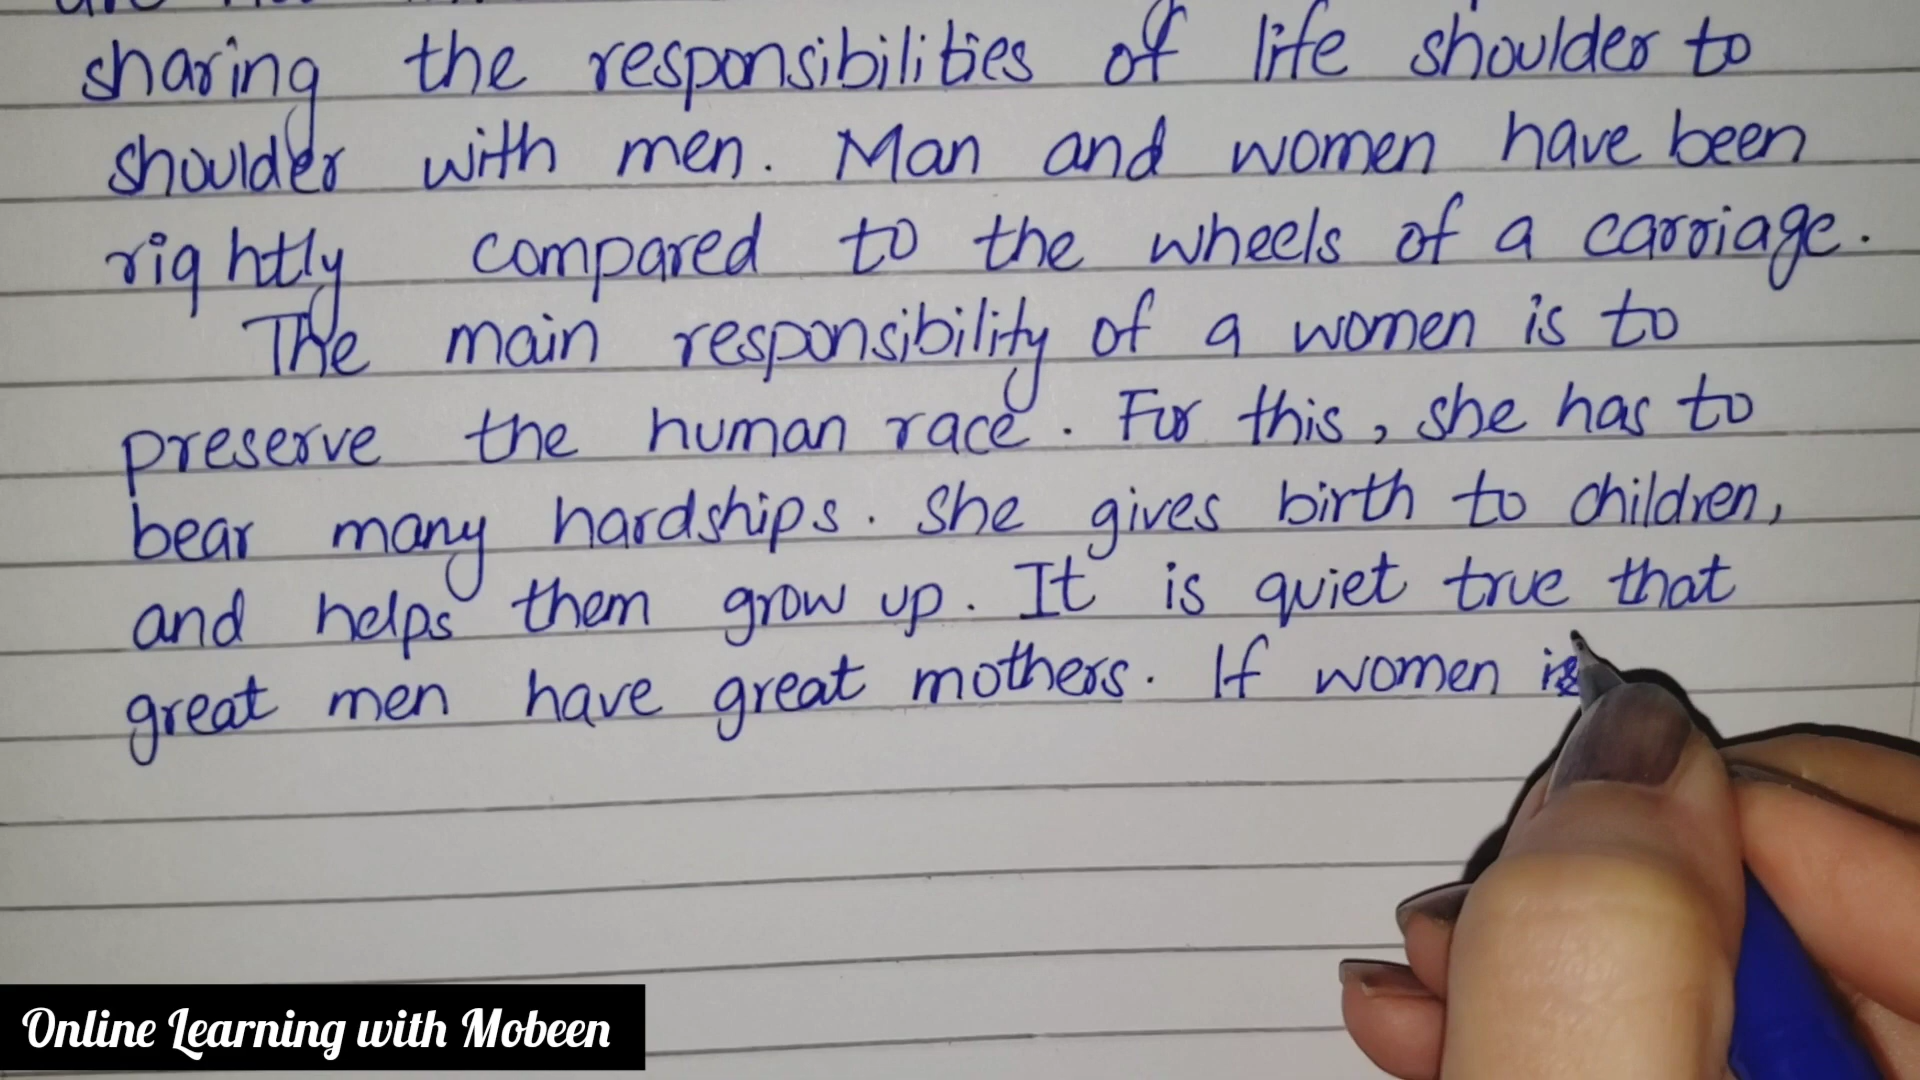 sharing the responsibilities of life shoulder to
shoulder with men. Man and women have been
rightly compared to the wheels of a carriage.
The main responsibility of a women is to
preserve the human race. For this, she has to
bear many hardships. She gives birth to children,
and helps them grow up. It is quiet true that
great men have great mothers. If women is
Online Learning with Mobeen